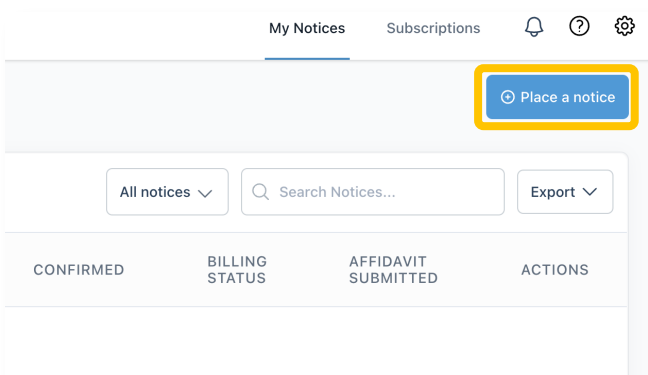 My Notices Subscriptions
Place a notice
All notices Search Notices... Export
CONFIRMED BILLING STATUS AFFIDAVIT SUBMITTED ACTIONS